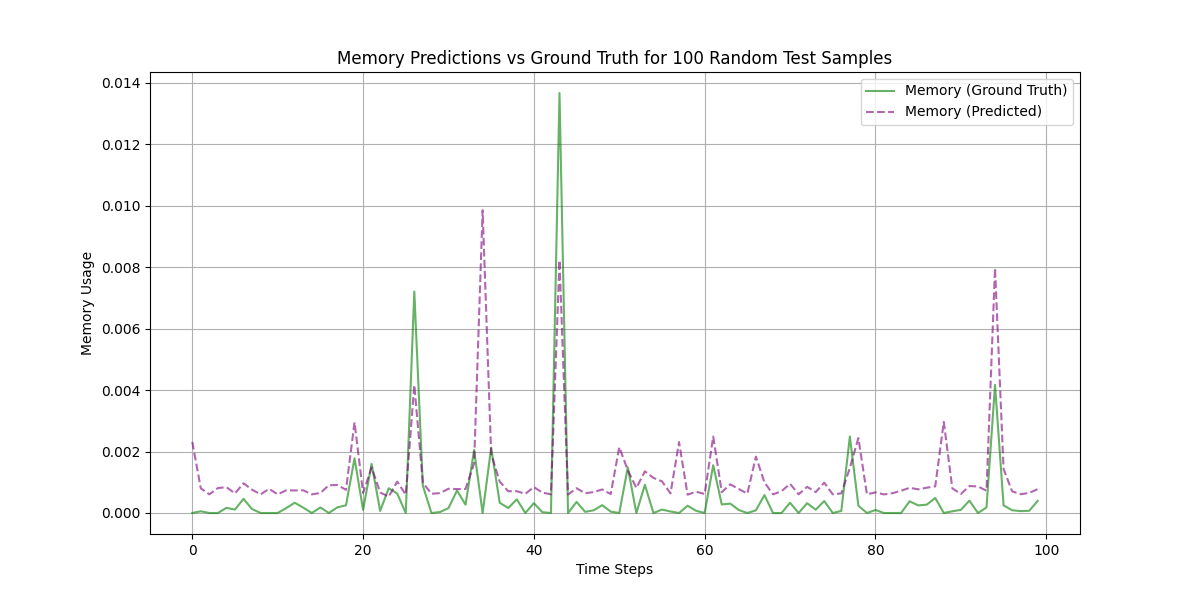 Memory Predictions vs Ground Truth for 100 Random Test Samples
Memory (Ground Truth)
Memory (Predicted)
Memory Usage
0.014
0.012
0.010
0.008
0.006
0.004
0.002
0.000
0 20 40 60 80 100
Time Steps